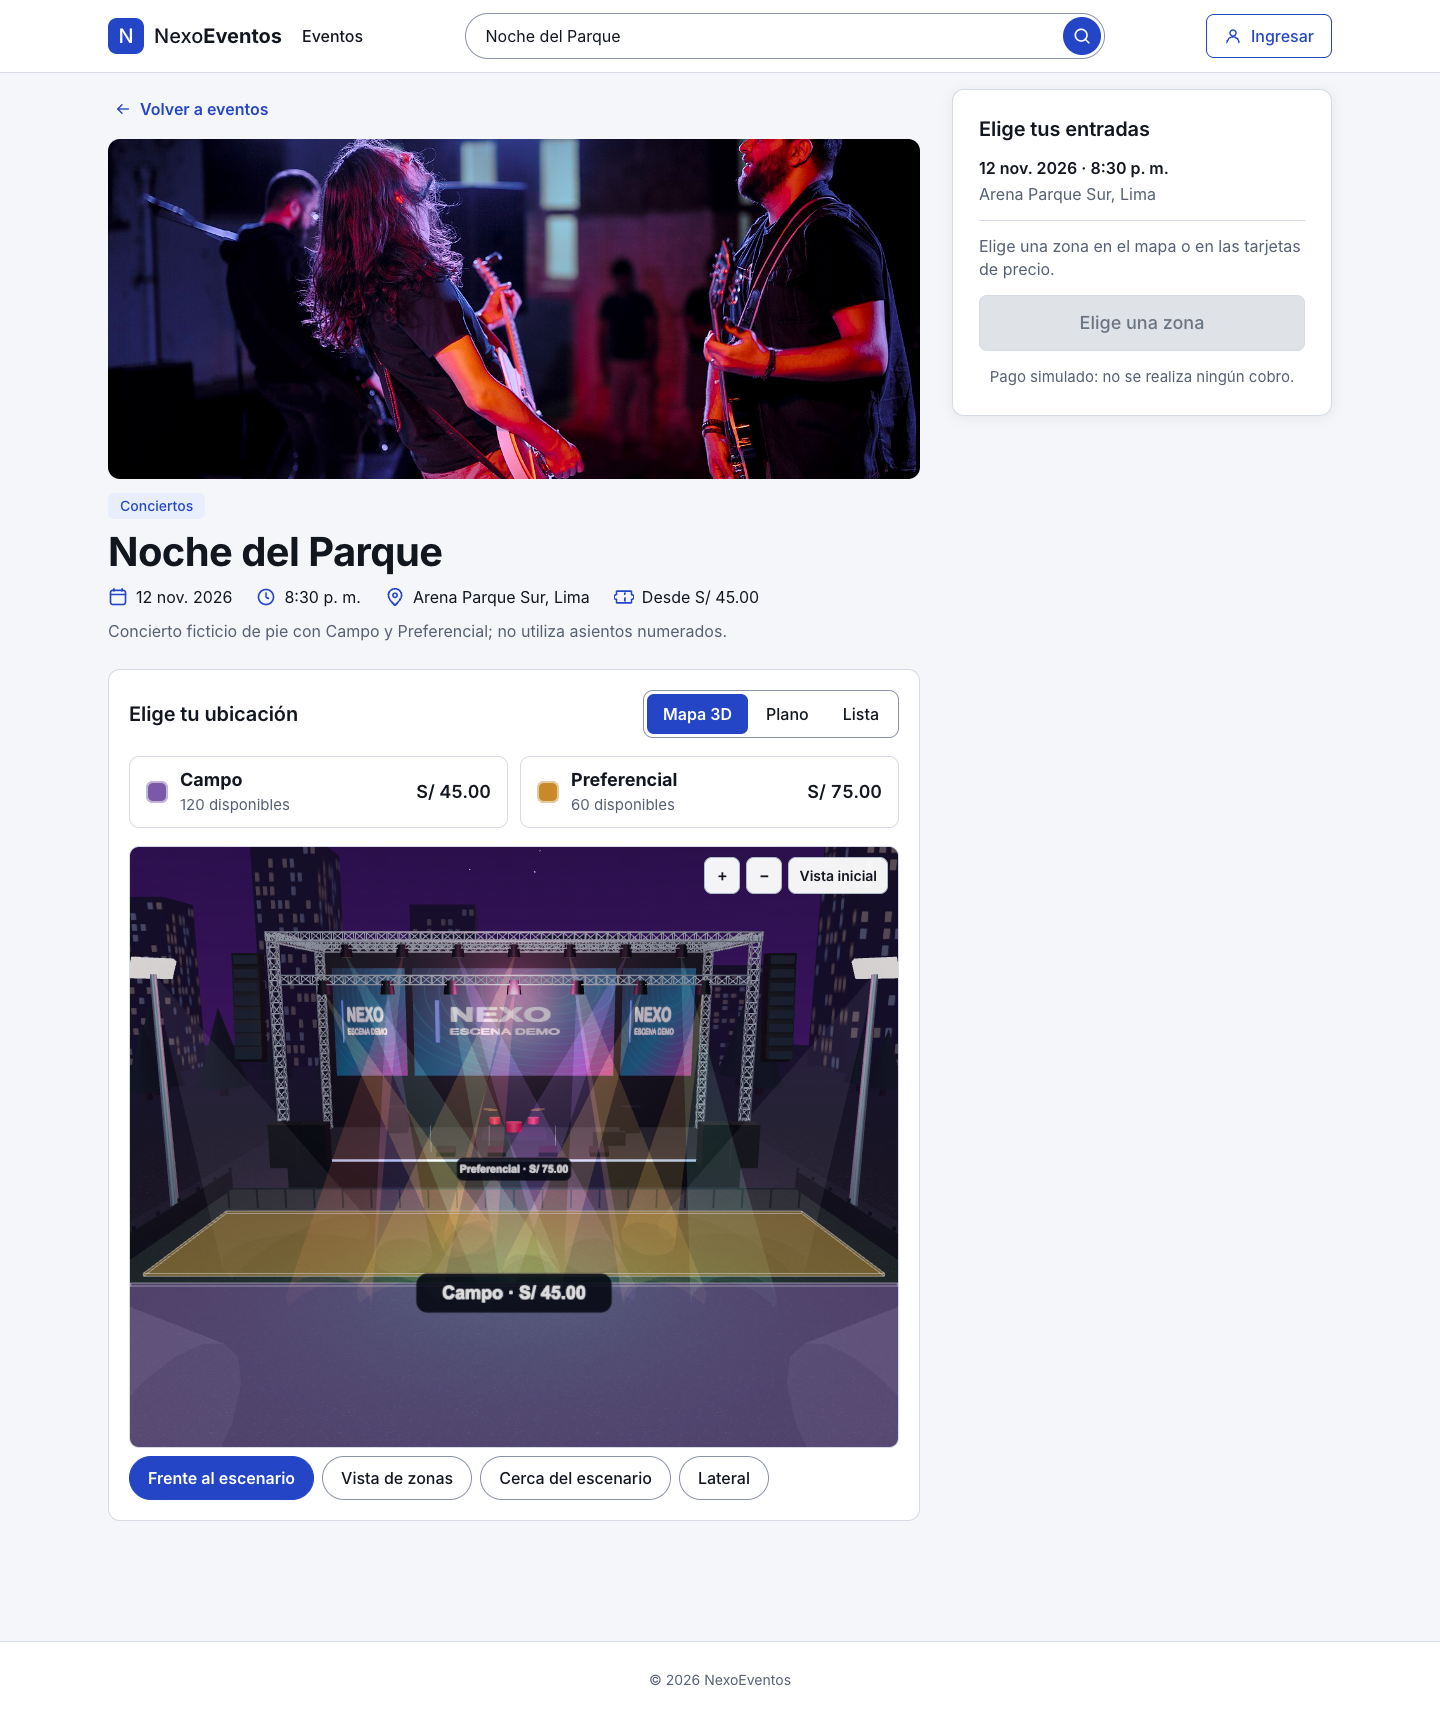 N NexoEventos
Eventos
Noche del Parque
Ingresar
Volver a eventos
Conciertos
Noche del Parque
12 nov. 2026
8:30 p. m.
Arena Parque Sur, Lima
Desde S/ 45.00
Concierto ficticio de pie con Campo y Preferencial; no utiliza asientos numerados.
Elige tu ubicación
Mapa 3D
Plano
Lista
Campo
120 disponibles
S/ 45.00
Preferencial
60 disponibles
S/ 75.00
+
−
Vista inicial
NEXO
ESCENA DEMO
NEXO
ESCENA DEMO
NEXO
ESCENA DEMO
Preferencial · S/ 75.00
Campo · S/ 45.00
Frente al escenario
Vista de zonas
Cerca del escenario
Lateral
Elige tus entradas
12 nov. 2026 · 8:30 p. m.
Arena Parque Sur, Lima
Elige una zona en el mapa o en las tarjetas
de precio.
Elige una zona
Pago simulado: no se realiza ningún cobro.
© 2026 NexoEventos